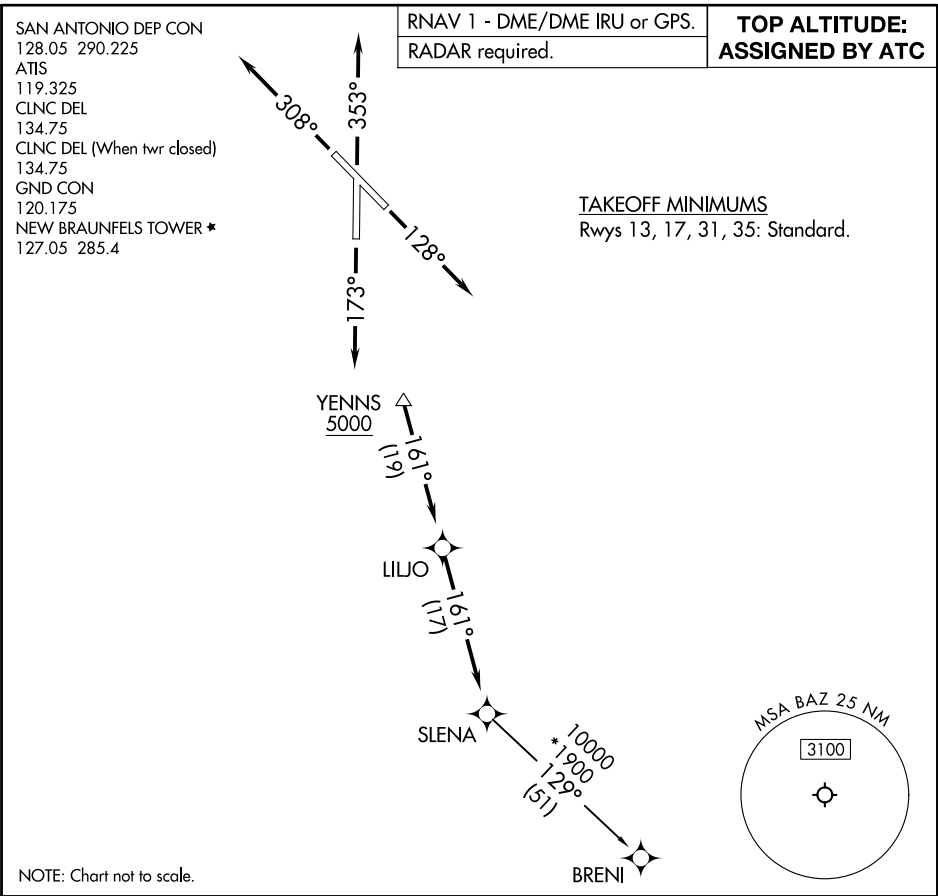 SAN ANTONIO DEP CON
128.05 290.225
ATIS
119.325
CLNC DEL
134.75
CLNC DEL (When twr closed)
134.75
GND CON
120.175
NEW BRAUNFELS TOWER ★
127.05 285.4
RNAV 1 - DME/DME IRU or GPS.
RADAR required.
TOP ALTITUDE:
ASSIGNED BY ATC
308°
353°
128°
173°
TAKEOFF MINIMUMS
Rwys 13, 17, 31, 35: Standard.
YENNS
5000
161°
(19)
LILJO
161°
(17)
SLENA
10000
*1900
129°
(51)
BRENI
MSA BAZ 25 NM
3100
NOTE: Chart not to scale.